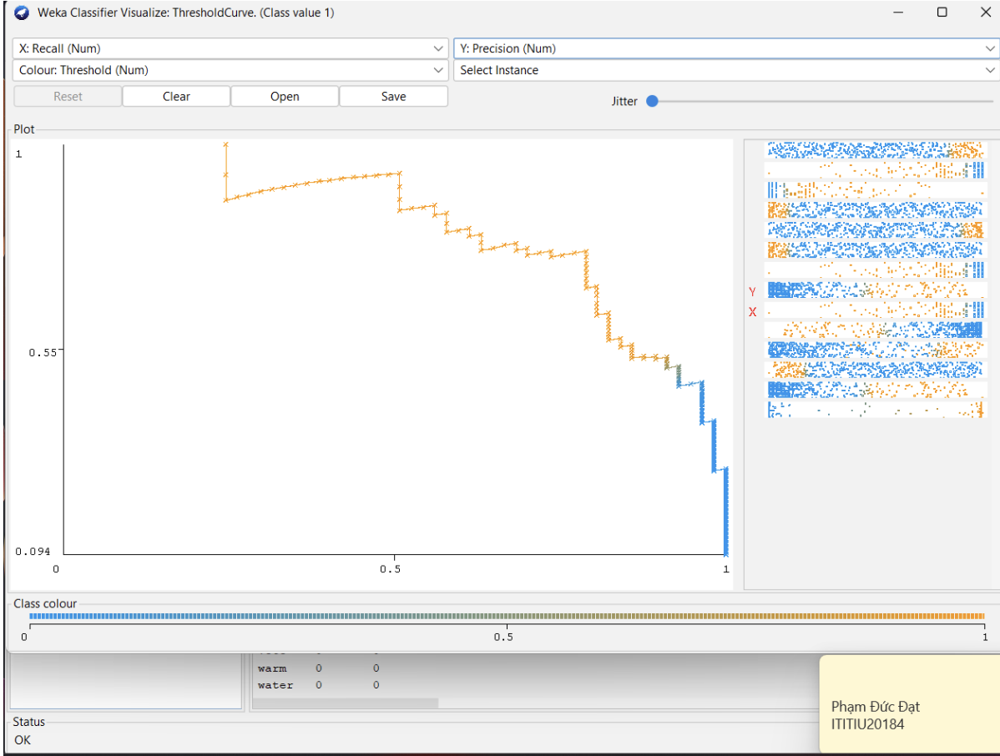 Weka Classifier Visualize: ThresholdCurve. (Class value 1)
X: Recall (Num)
Y: Precision (Num)
Colour: Threshold (Num)
Select Instance
Reset
Clear
Open
Save
Jitter
Plot
1
0.55
0.094
0
0.5
1
Y
X
Class colour
0
0.5
1
warm 0 0
water 0 0
Status
OK
Phạm Đức Đạt
ITITIU20184